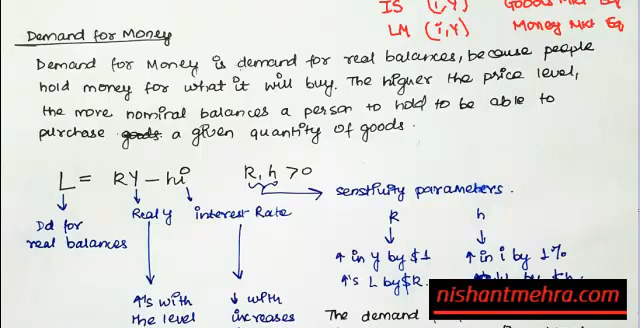 IS (i,Y) Goods Mkt Eq
LM (i,Y) Money Mkt Eq
Demand for Money
Demand for Money is demand for real balances, because people
hold money for what it will buy. The higher the price level,
the more nominal balances a person to hold to be able to
purchase goods a given quantity of goods.
L = RY - hi R, h >0
sensitivity parameters.
Dd for
real balances
Real y
interest Rate
R
h
↑ in y by $1
↑'s L by $R.
↑ in i by 1%
↑'s with
the level
↓ with
increases
The demand
nishantmehra.com